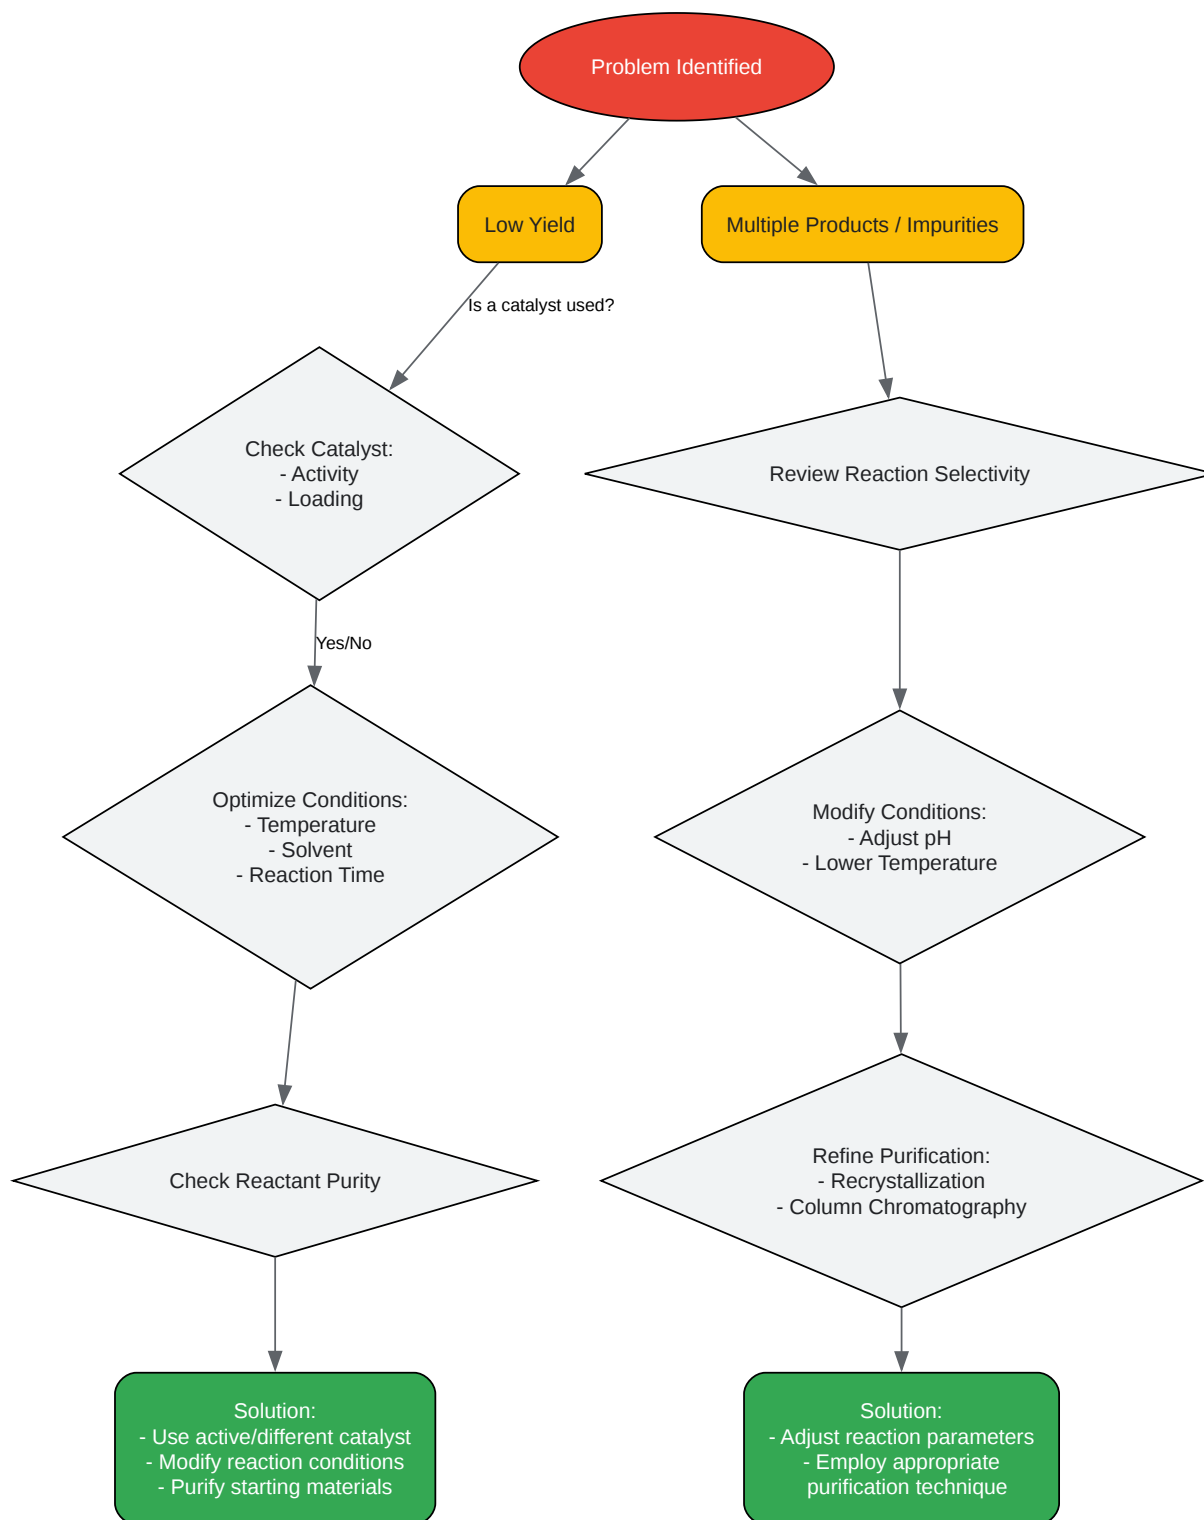 Problem Identified
Low Yield
Multiple Products / Impurities
Is a catalyst used?
Check Catalyst:
- Activity
- Loading
Review Reaction Selectivity
Yes/No
Optimize Conditions:
- Temperature
- Solvent
- Reaction Time
Modify Conditions:
- Adjust pH
- Lower Temperature
Check Reactant Purity
Refine Purification:
- Recrystallization
- Column Chromatography
Solution:
- Use active/different catalyst
- Modify reaction conditions
- Purify starting materials
Solution:
- Adjust reaction parameters
- Employ appropriate
purification technique